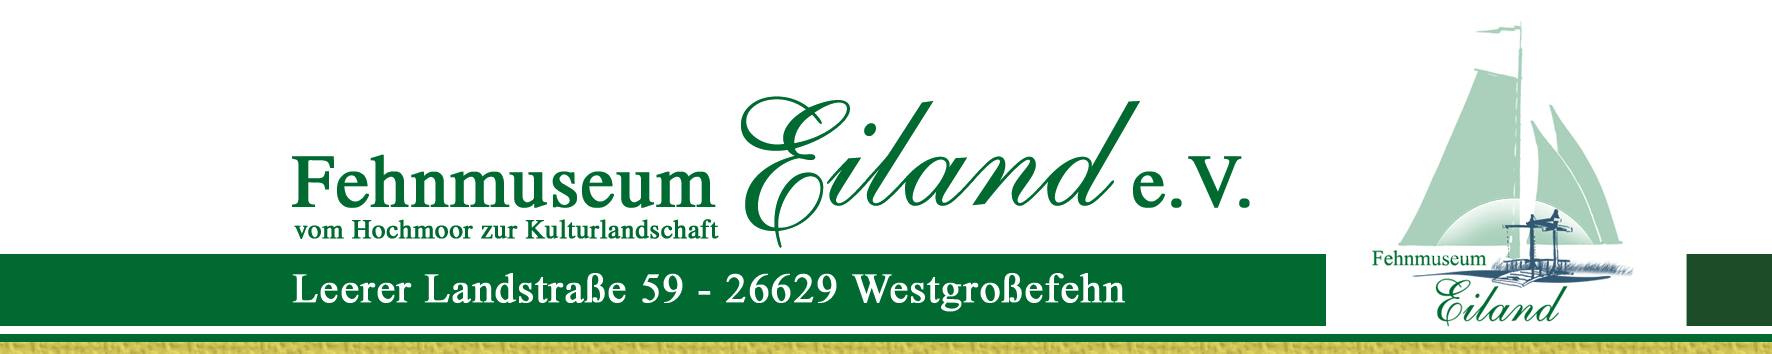 Fehnmuseum Eiland e.V.
vom Hochmoor zur Kulturlandschaft
Leerer Landstraße 59 - 26629 Westgroßefehn
Fehnmuseum
Eiland